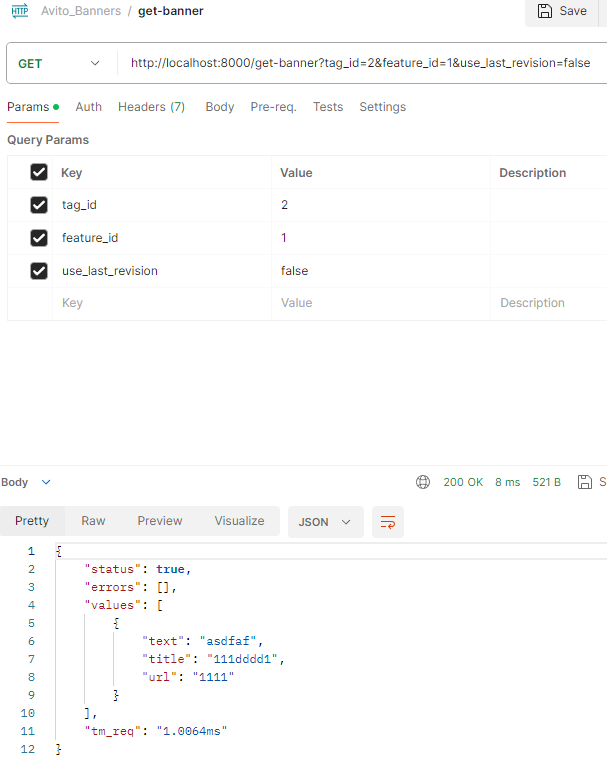 HTTP Avito_Banners / get-banner Save
GET http://localhost:8000/get-banner?tag_id=2&feature_id=1&use_last_revision=false
Params Auth Headers (7) Body Pre-req. Tests Settings
Query Params
Key Value Description
tag_id 2
feature_id 1
use_last_revision false
Key Value Description
Body 200 OK 8 ms 521 B S
Pretty Raw Preview Visualize JSON
1 {
2 "status": true,
3 "errors": [],
4 "values": [
5 {
6 "text": "asdfaf",
7 "title": "111dddd1",
8 "url": "1111"
9 }
10 ],
11 "tm_req": "1.0064ms"
12 }